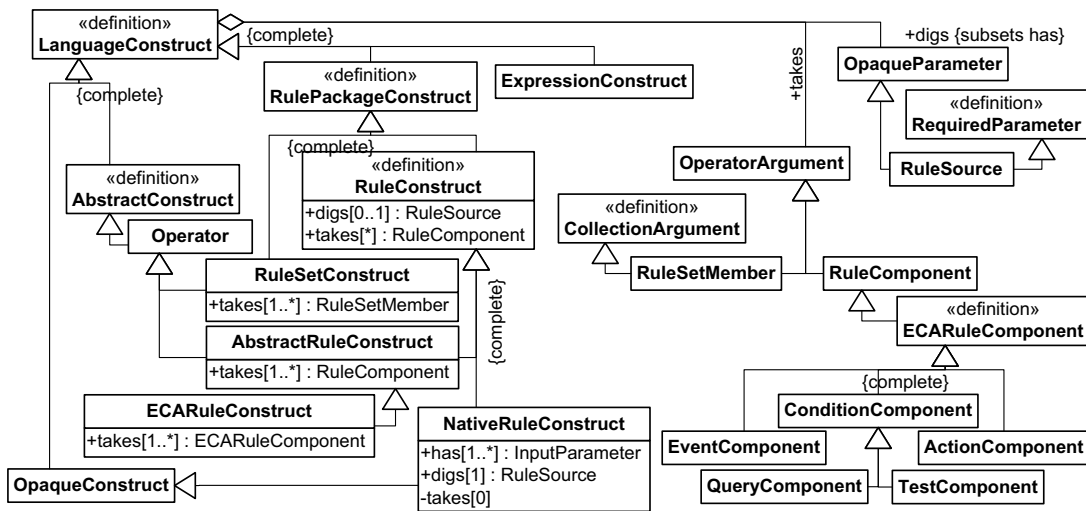 «definition»
LanguageConstruct
{complete}
{complete}
«definition»
RulePackageConstruct
ExpressionConstruct
+takes
+digs {subsets has}
OpaqueParameter
«definition»
RequiredParameter
RuleSource
{complete}
«definition»
RuleConstruct
+digs[0..1] : RuleSource
+takes[*] : RuleComponent
OperatorArgument
«definition»
AbstractConstruct
Operator
«definition»
CollectionArgument
RuleSetConstruct
+takes[1..*] : RuleSetMember
RuleSetMember
RuleComponent
{complete}
«definition»
ECARuleComponent
AbstractRuleConstruct
+takes[1..*] : RuleComponent
{complete}
ECARuleConstruct
+takes[1..*] : ECARuleComponent
NativeRuleConstruct
+has[1..*] : InputParameter
+digs[1] : RuleSource
-takes[0]
ConditionComponent
EventComponent
ActionComponent
QueryComponent
TestComponent
OpaqueConstruct